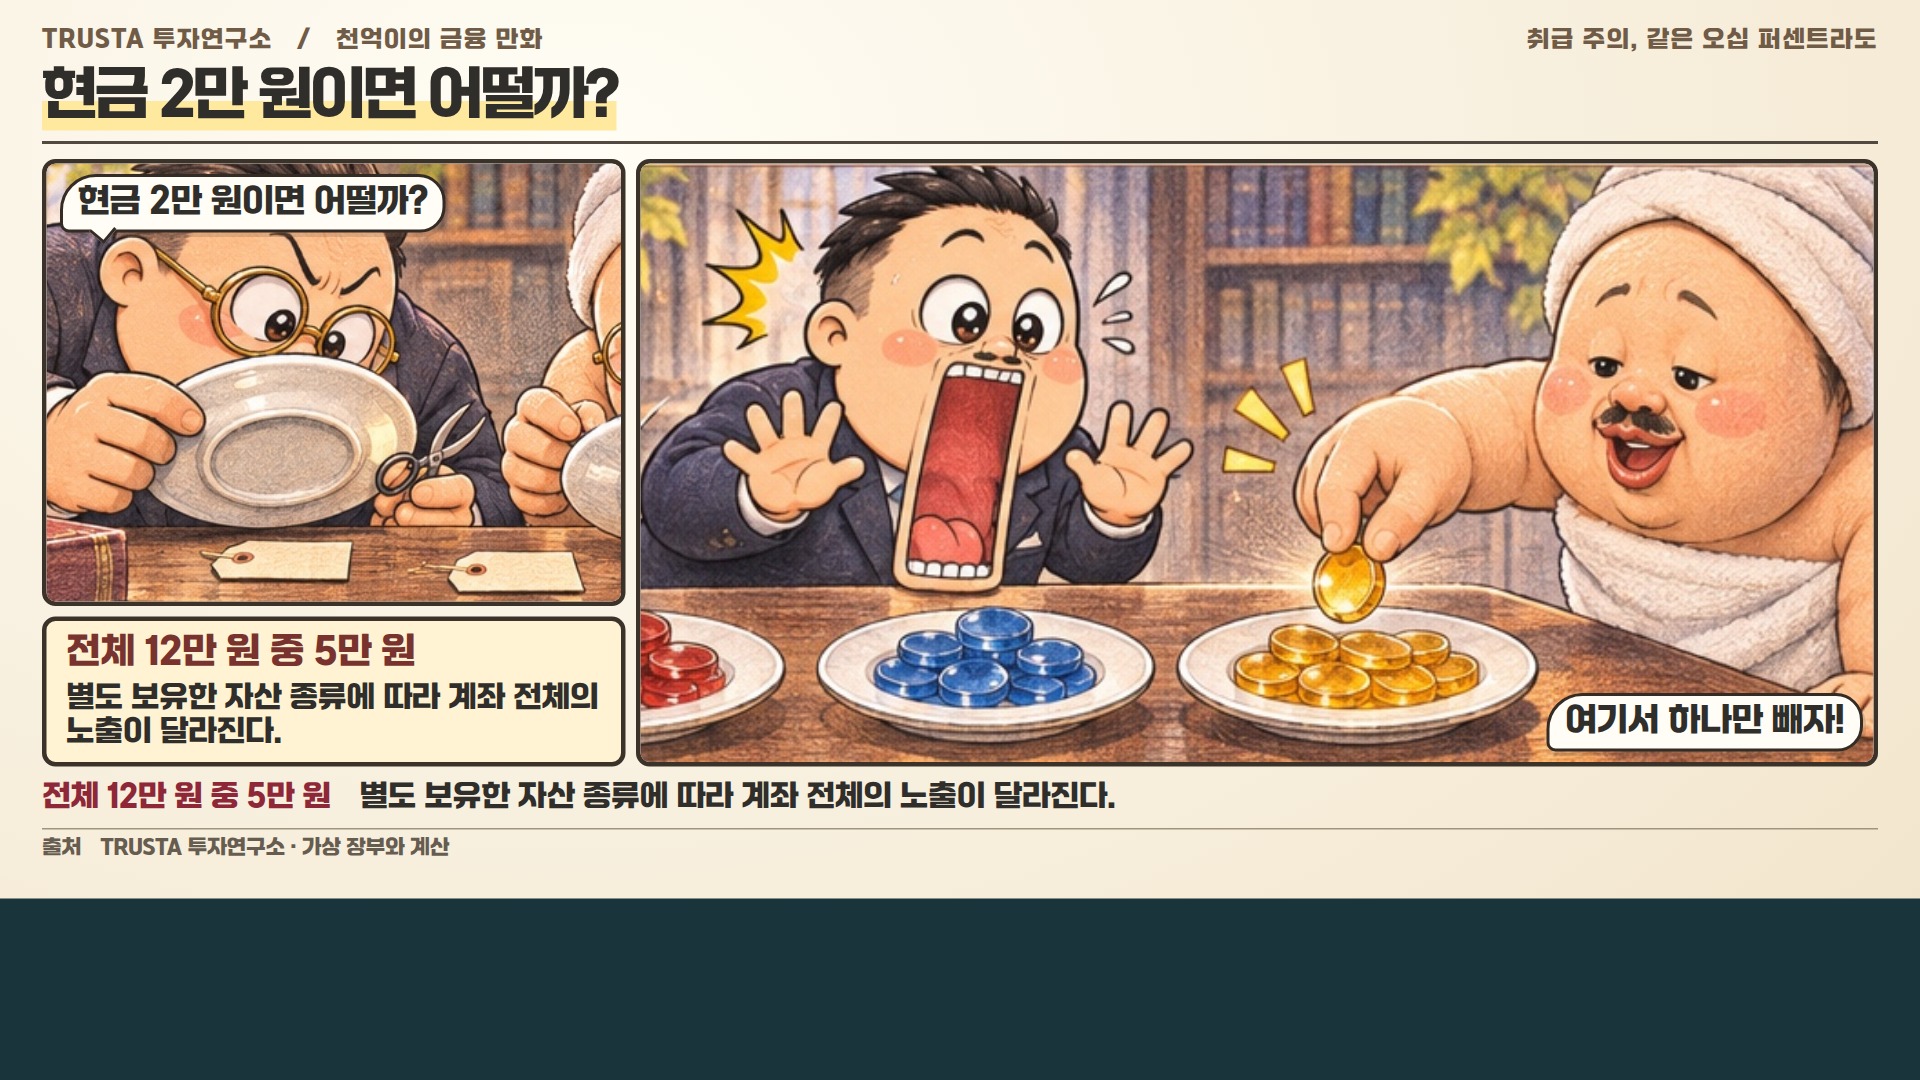 TRUSTA 투자연구소 / 천억이의 금융 만화
취급 주의, 같은 오십 퍼센트라도
현금 2만 원이면 어떨까?
현금 2만 원이면 어떨까?
여기서 하나만 빼자!
전체 12만 원 중 5만 원
별도 보유한 자산 종류에 따라 계좌 전체의
노출이 달라진다.
전체 12만 원 중 5만 원 별도 보유한 자산 종류에 따라 계좌 전체의 노출이 달라진다.
출처 TRUSTA 투자연구소 · 가상 장부와 계산